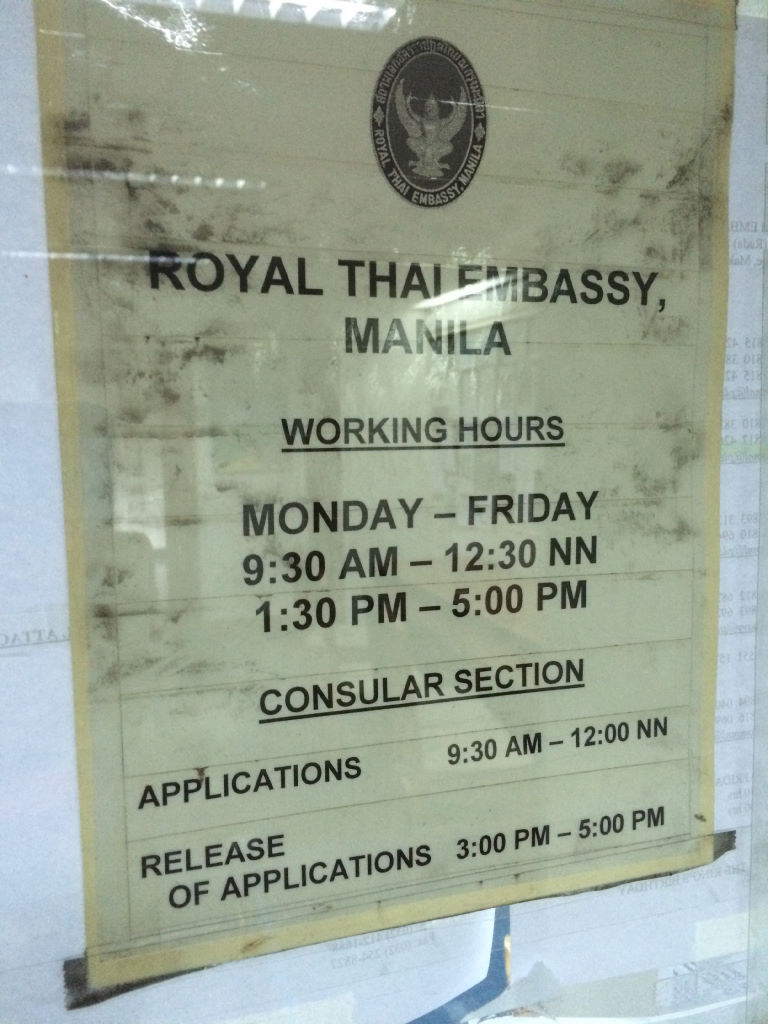 ROYAL THAI EMBASSY, MANILA
ROYAL THAI EMBASSY,
MANILA
WORKING HOURS
MONDAY – FRIDAY
9:30 AM – 12:30 NN
1:30 PM – 5:00 PM
CONSULAR SECTION
APPLICATIONS 9:30 AM – 12:00 NN
RELEASE
OF APPLICATIONS 3:00 PM – 5:00 PM